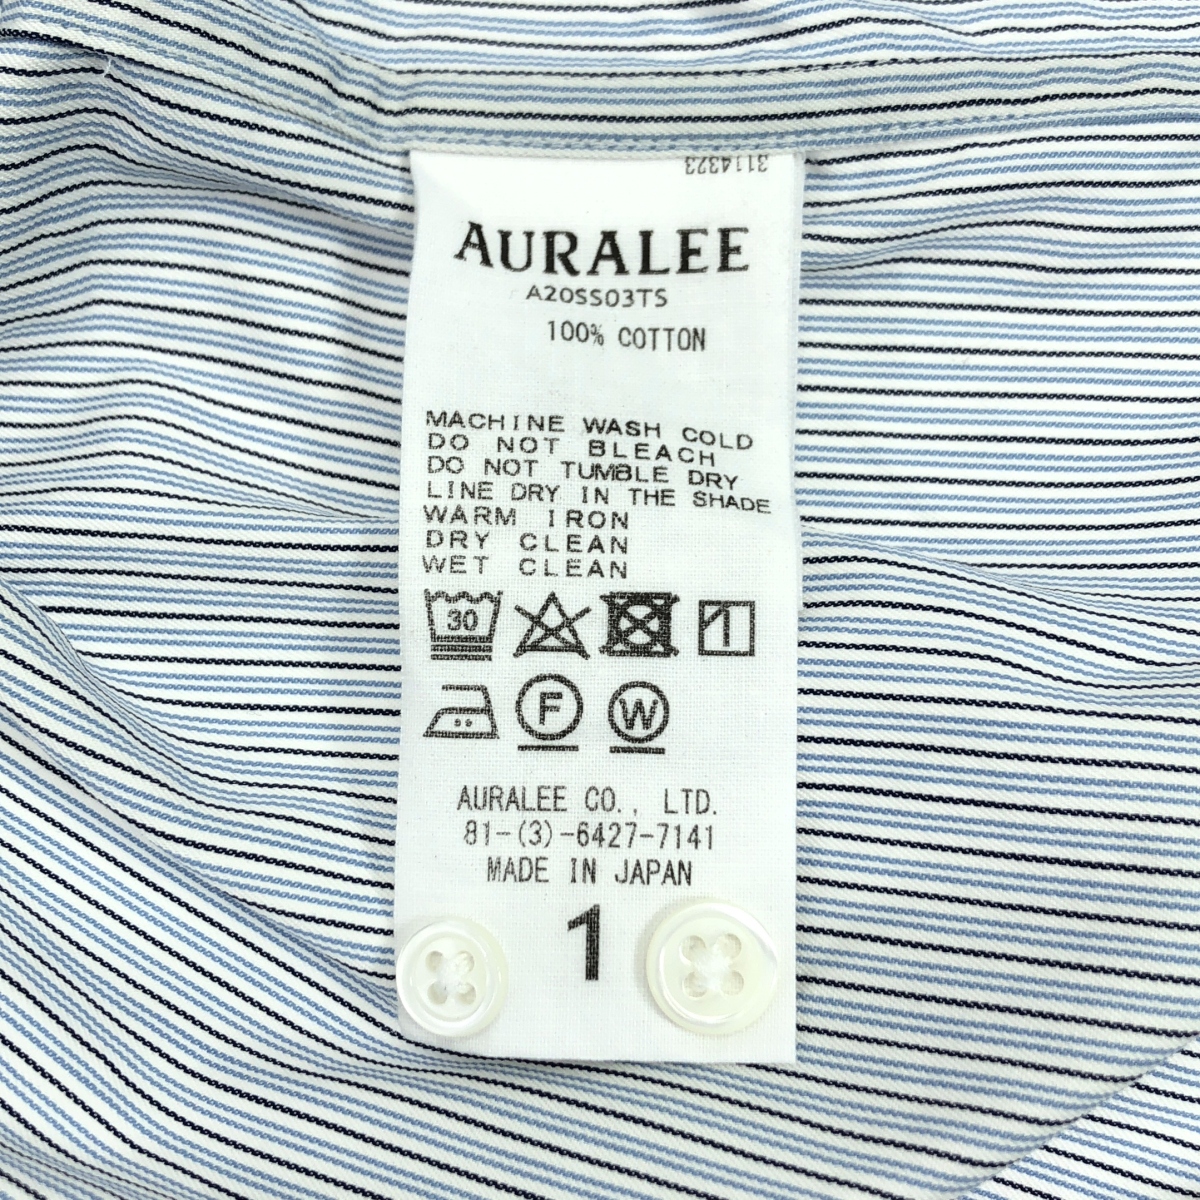 3114323
AURALEE
A20SS03TS
100% COTTON
MACHINE WASH COLD
DO NOT BLEACH
DO NOT TUMBLE DRY
LINE DRY IN THE SHADE
WARM IRON
DRY CLEAN
WET CLEAN
30
F W
AURALEE CO., LTD.
81-(3)-6427-7141
MADE IN JAPAN
1